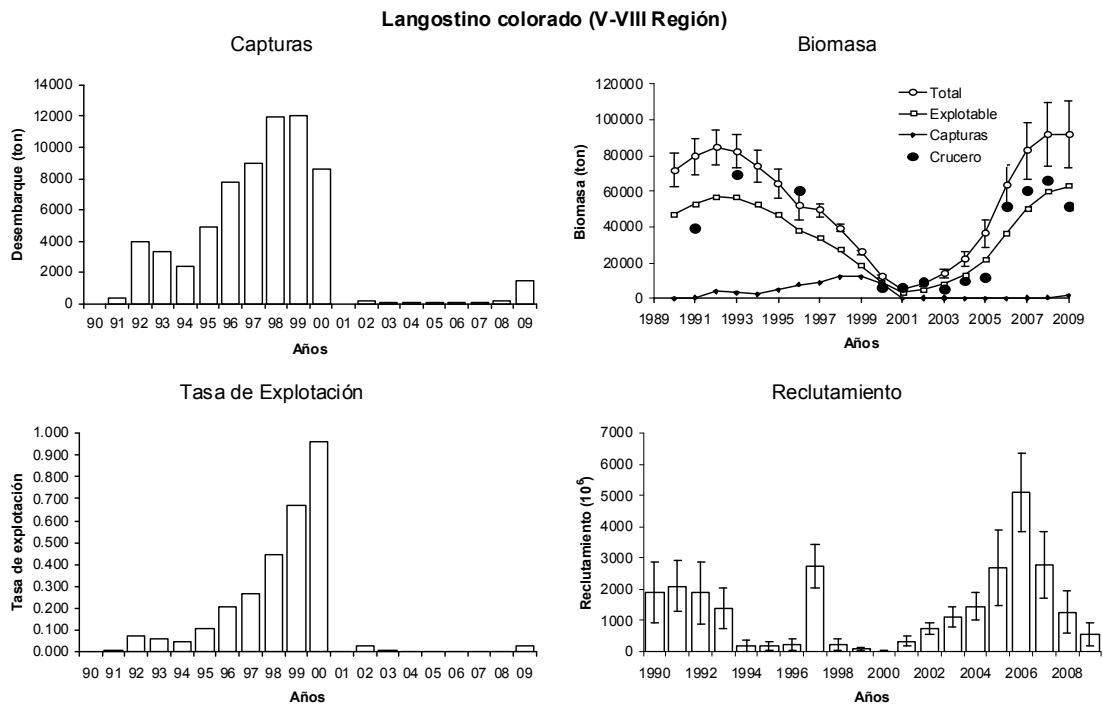 Langostino colorado (V-VIII Región)
Capturas
Desembarque (ton)
14000
12000
10000
8000
6000
4000
2000
0
90 91 92 93 94 95 96 97 98 99 00 01 02 03 04 05 06 07 08 09
Años
Biomasa
Biomasa (ton)
120000
100000
80000
60000
40000
20000
0
Total
Explotable
Capturas
Crucero
1989 1991 1993 1995 1997 1999 2001 2003 2005 2007 2009
Años
Tasa de Explotación
Tasa de explotación
1.000
0.900
0.800
0.700
0.600
0.500
0.400
0.300
0.200
0.100
0.000
90 91 92 93 94 95 96 97 98 99 00 01 02 03 04 05 06 07 08 09
Años
Reclutamiento
Reclutamiento (10⁶)
7000
6000
5000
4000
3000
2000
1000
0
1990 1992 1994 1996 1998 2000 2002 2004 2006 2008
Años